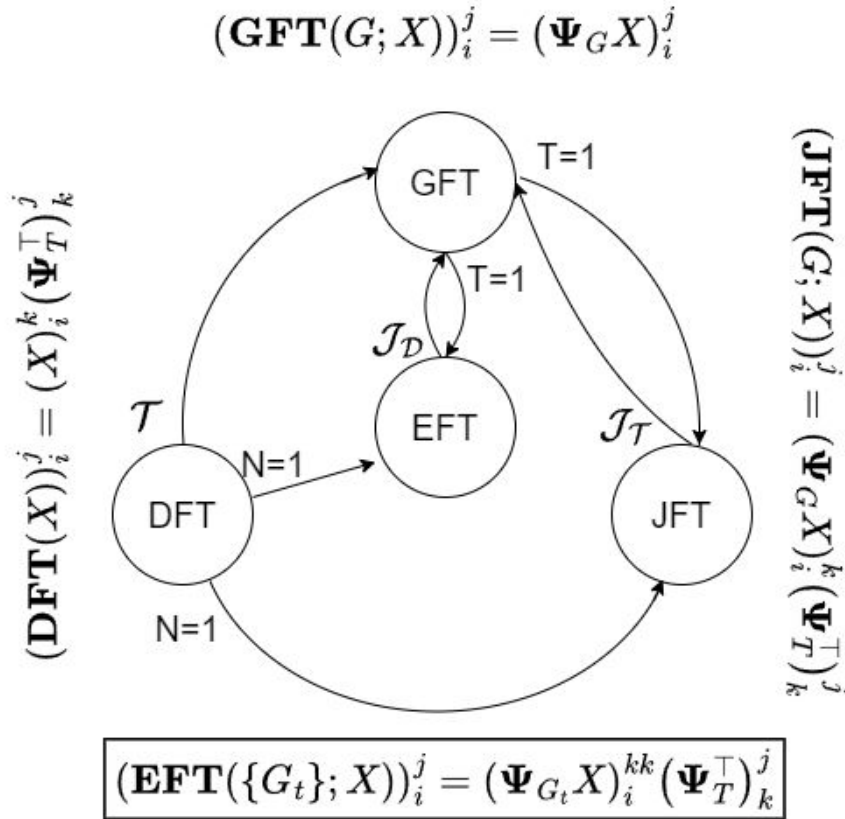 (GFT(G; X))_i^j = (Ψ_G X)_i^j
(DFT(X))_i^j = (X)_i^k (Ψ_T^⊤)_k^j
(JFT(G; X))_i^j = (Ψ_G X)_i^k (Ψ_T^⊤)_k^j
GFT
T=1
T=1
𝒥_𝒟
𝒯
EFT
𝒥_𝒯
N=1
DFT
JFT
N=1
(EFT({G_t}; X))_i^j = (Ψ_{G_t} X)_i^{kk} (Ψ_T^⊤)_k^j